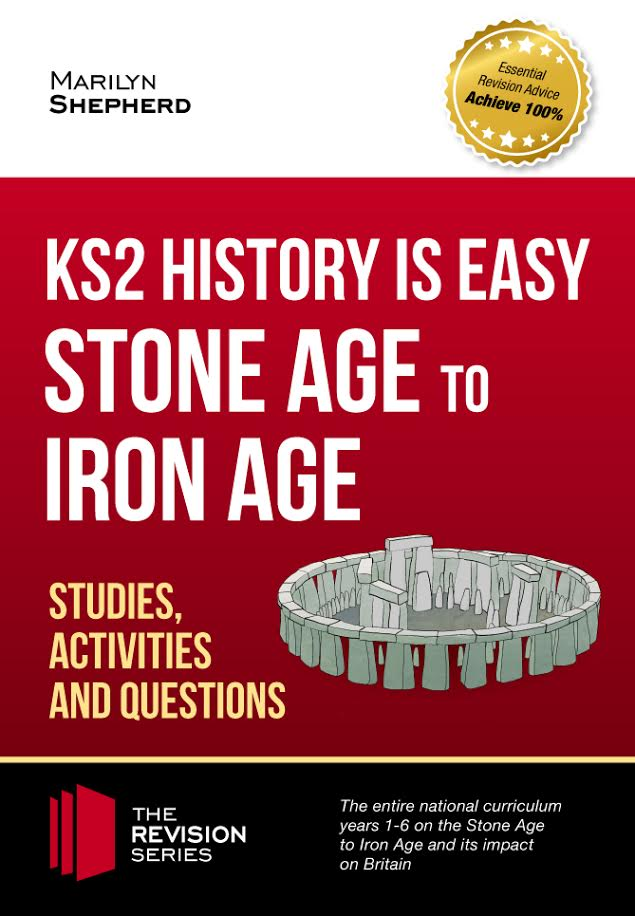 MARILYN
SHEPHERD
Essential
Revision Advice
Achieve 100%
KS2 HISTORY IS EASY
STONE AGE TO
IRON AGE
STUDIES,
ACTIVITIES
AND QUESTIONS
THE
REVISION
SERIES
The entire national curriculum
years 1-6 on the Stone Age
to Iron Age and its impact
on Britain